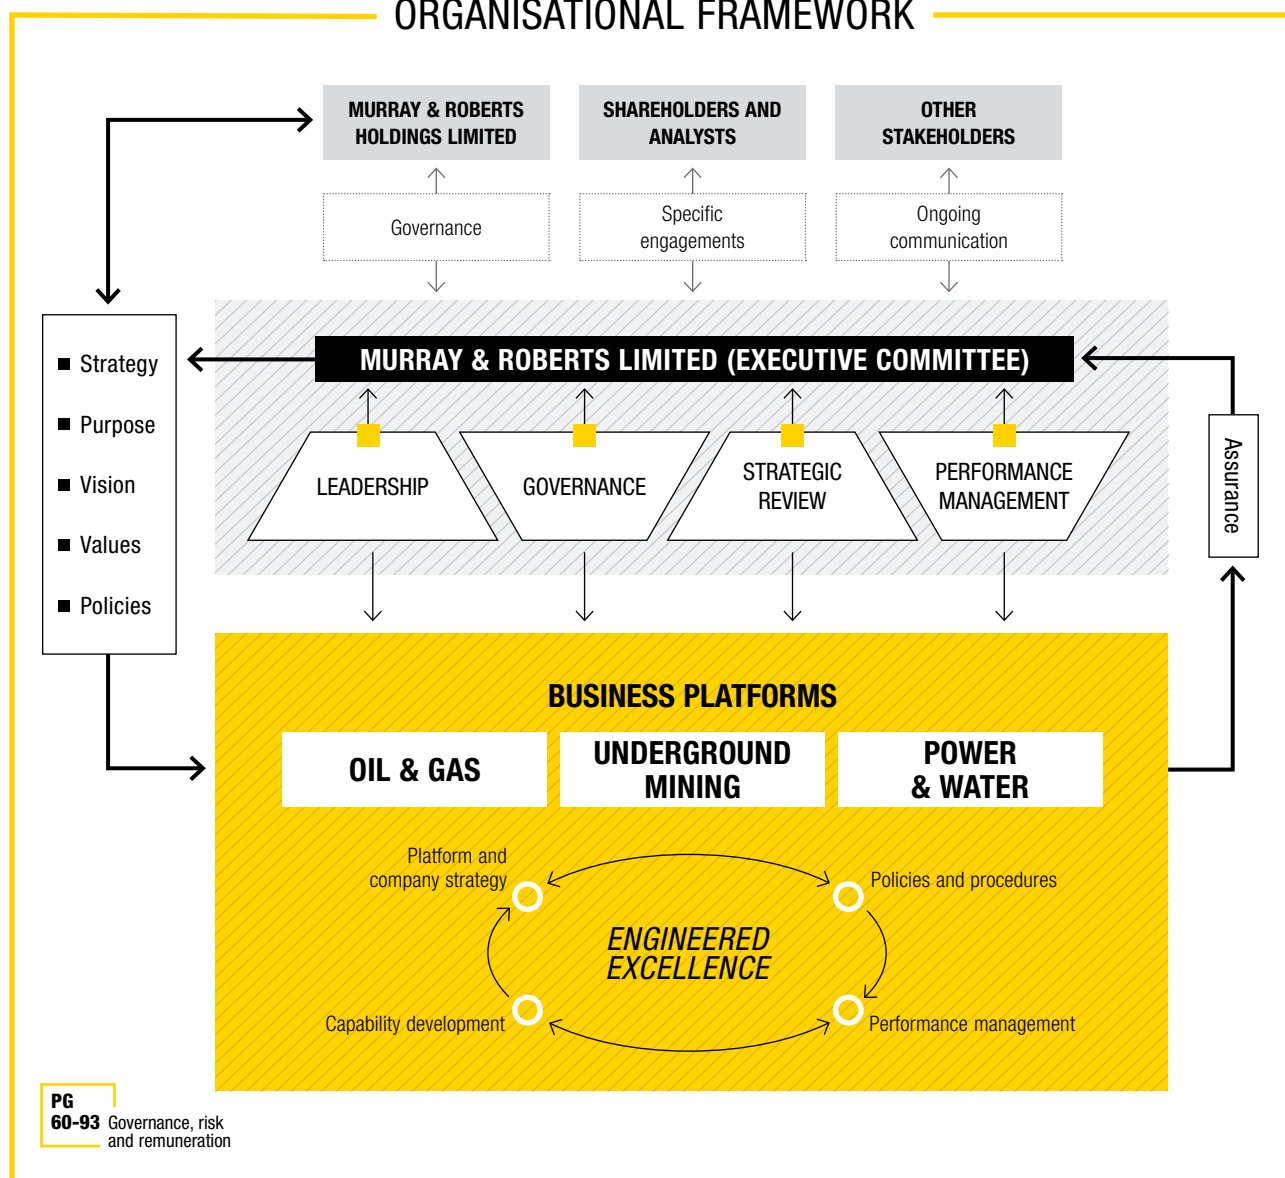 ORGANISATIONAL FRAMEWORK
MURRAY & ROBERTS
HOLDINGS LIMITED
SHAREHOLDERS AND
ANALYSTS
OTHER
STAKEHOLDERS
Governance
Specific
engagements
Ongoing
communication
MURRAY & ROBERTS LIMITED (EXECUTIVE COMMITTEE)
Strategy
Purpose
Vision
Values
Policies
LEADERSHIP
GOVERNANCE
STRATEGIC
REVIEW
PERFORMANCE
MANAGEMENT
Assurance
BUSINESS PLATFORMS
OIL & GAS
UNDERGROUND
MINING
POWER
& WATER
Platform and
company strategy
Policies and procedures
ENGINEERED
EXCELLENCE
Capability development
Performance management
PG
60-93 Governance, risk
and remuneration